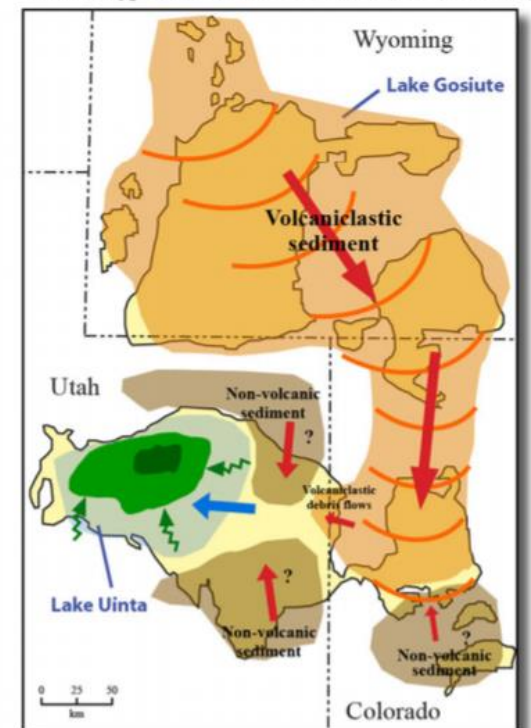 Wyoming
Lake Gosiute
Volcaniclastic
sediment
Utah
Non-volcanic
sediment
?
Volcaniclastic
debris flows
?
Lake Uinta
Non-volcanic
sediment
?
Non-volcanic
sediment
0 25 50
km
Colorado